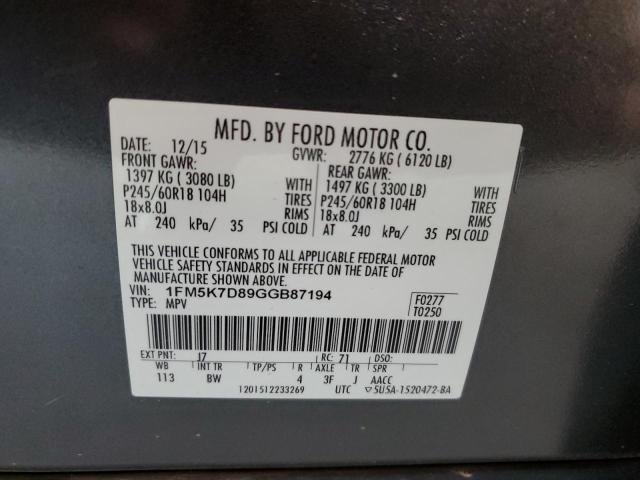 MFD. BY FORD MOTOR CO.
DATE: 12/15 GVWR: 2776 KG ( 6120 LB)
FRONT GAWR: REAR GAWR:
1397 KG ( 3080 LB) WITH 1497 KG ( 3300 LB) WITH
P245/60R18 104H TIRES P245/60R18 104H TIRES
18x8.0J RIMS 18x8.0J RIMS
AT 240 kPa/ 35 PSI COLD AT 240 kPa/ 35 PSI COLD
THIS VEHICLE CONFORMS TO ALL APPLICABLE FEDERAL MOTOR
VEHICLE SAFETY STANDARDS IN EFFECT ON THE DATE OF
MANUFACTURE SHOWN ABOVE.
VIN: 1FM5K7D89GGB87194 F0277
TYPE: MPV T0250
EXT PNT: J7 RC: 71 DSO:
WB INT TR TP/PS R AXLE TR SPR
113 BW 4 3F J AACC
1201512233269 UTC ▽5USA-1520472-BA